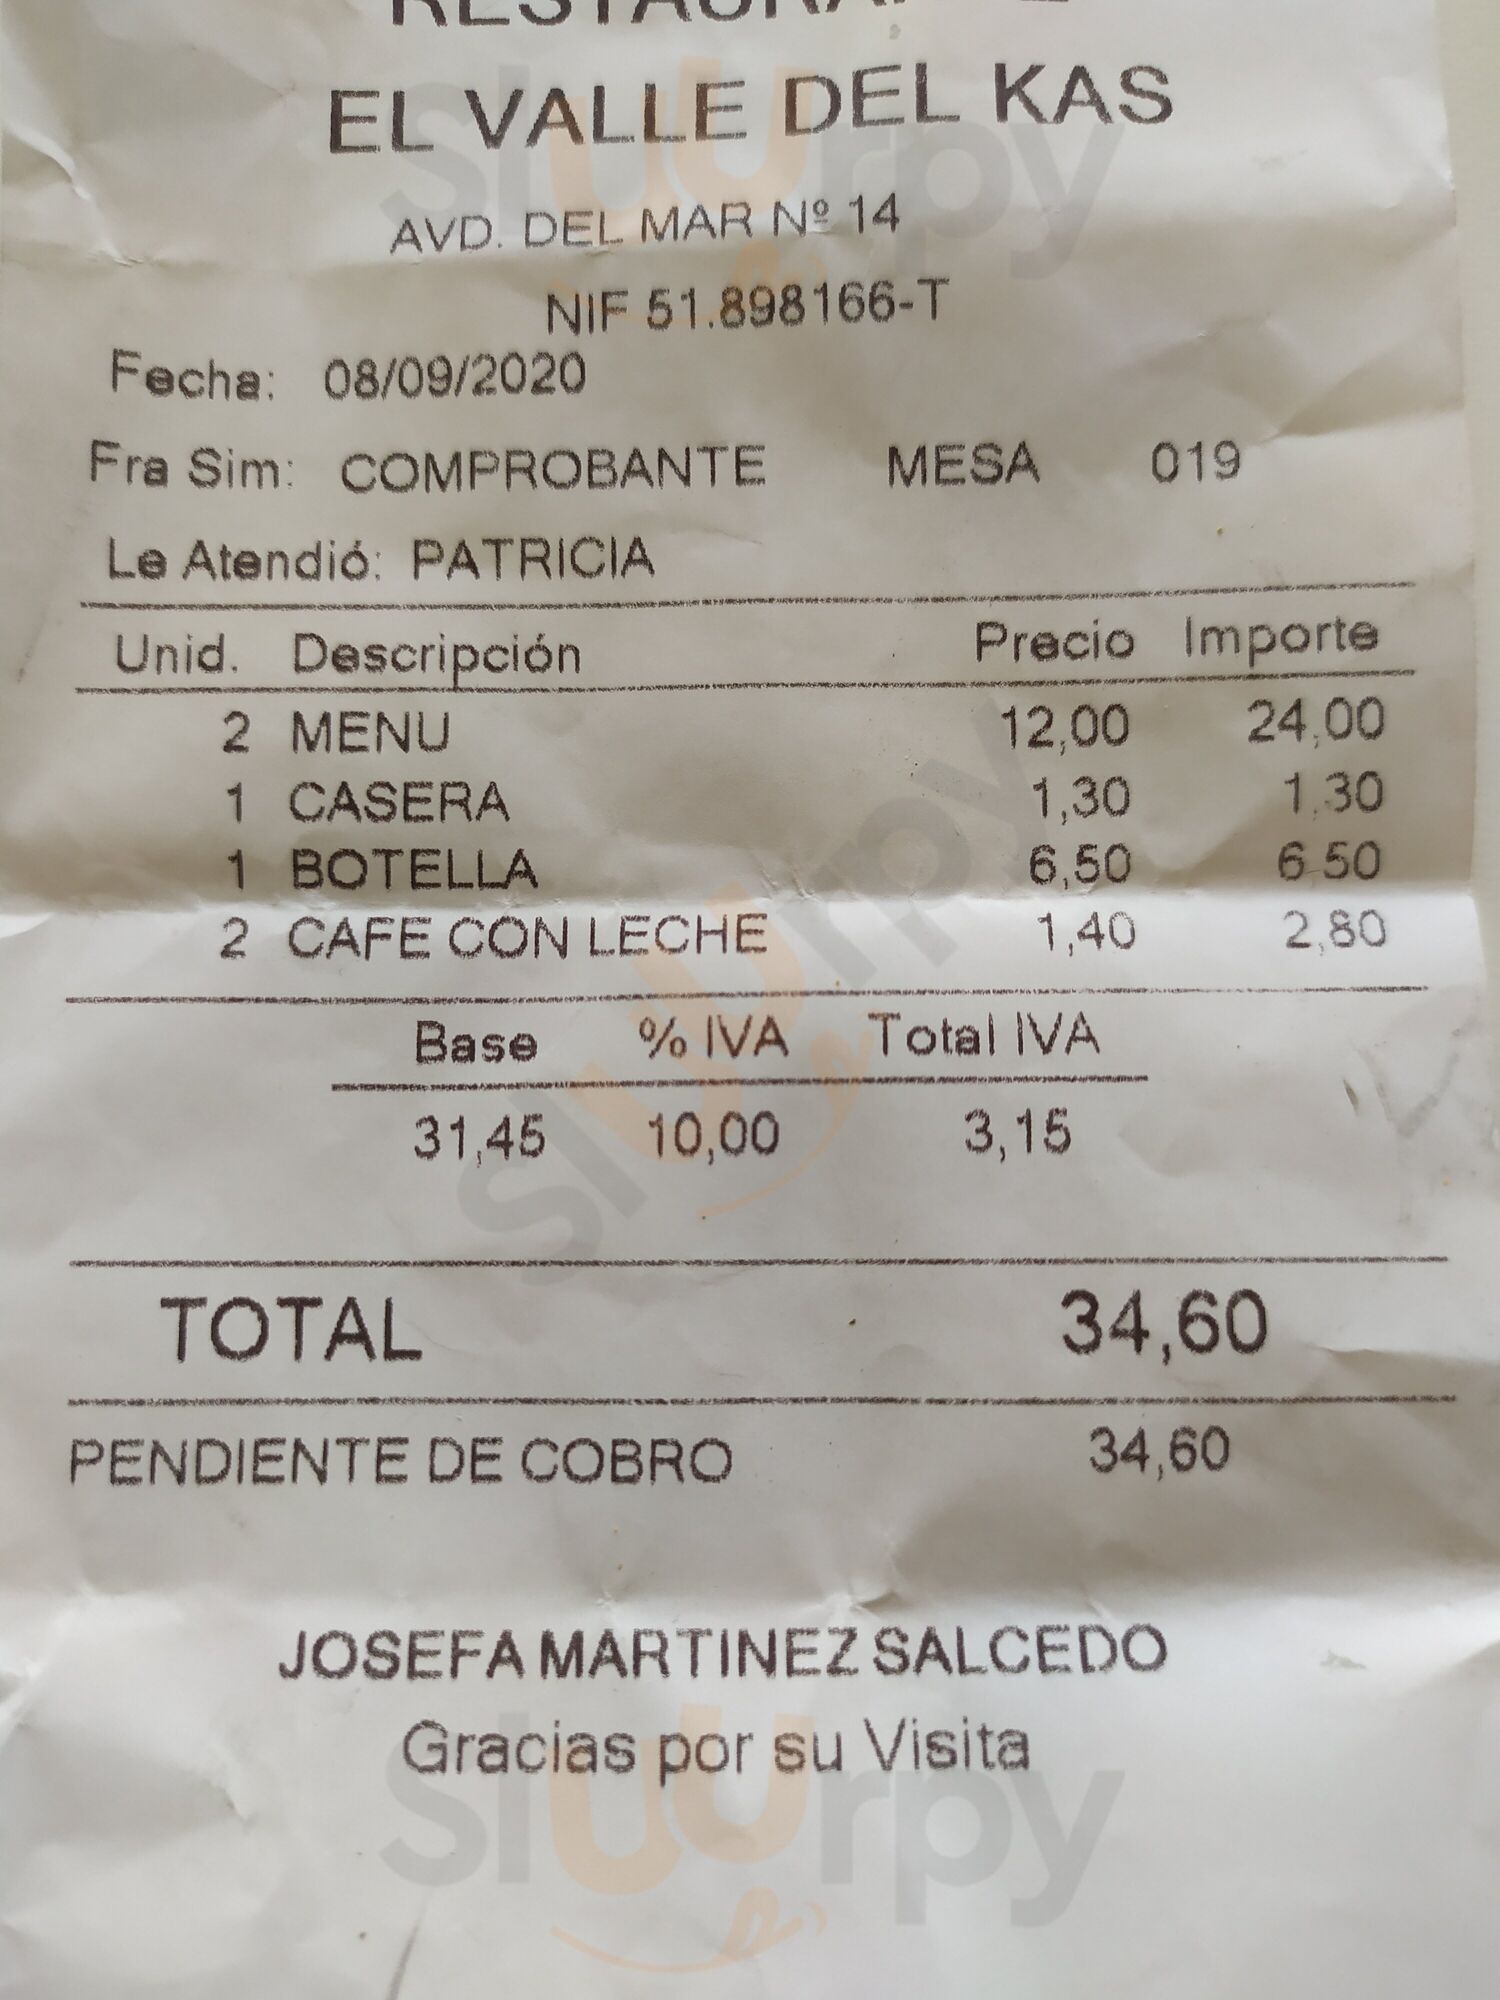 RESTAURANTE
EL VALLE DEL KAS
AVD. DEL MAR Nº 14
NIF 51.898166-T
Fecha: 08/09/2020
Fra Sim: COMPROBANTE MESA 019
Le Atendió: PATRICIA
Unid. Descripción Precio Importe
2 MENU 12,00 24,00
1 CASERA 1,30 1,30
1 BOTELLA 6,50 6,50
2 CAFE CON LECHE 1,40 2,80
Base % IVA Total IVA
31,45 10,00 3,15
TOTAL 34,60
PENDIENTE DE COBRO 34,60
JOSEFA MARTINEZ SALCEDO
Gracias por su Visita
sluurpy
sluurpy
sluurpy